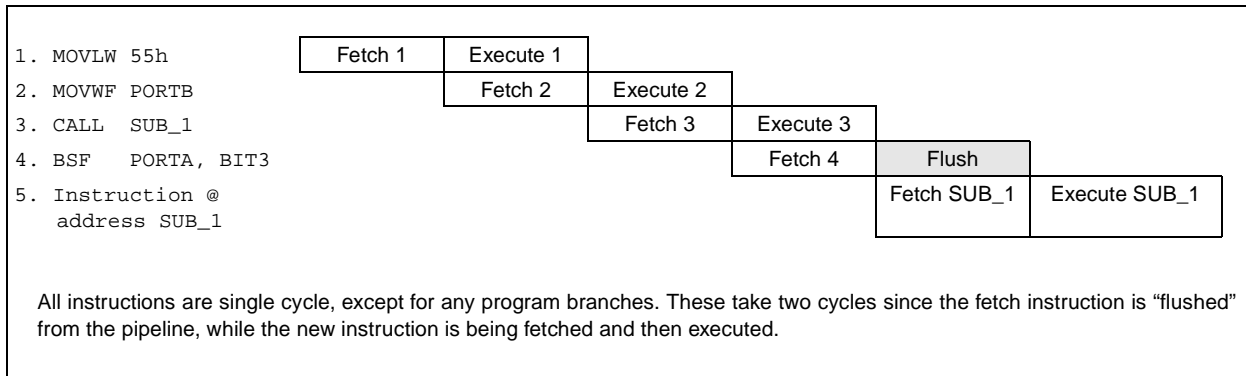 1. MOVLW 55h Fetch 1 Execute 1
2. MOVWF PORTB Fetch 2 Execute 2
3. CALL SUB_1 Fetch 3 Execute 3
4. BSF PORTA, BIT3 Fetch 4 Flush
5. Instruction @ Fetch SUB_1 Execute SUB_1
address SUB_1
All instructions are single cycle, except for any program branches. These take two cycles since the fetch instruction is “flushed”
from the pipeline, while the new instruction is being fetched and then executed.